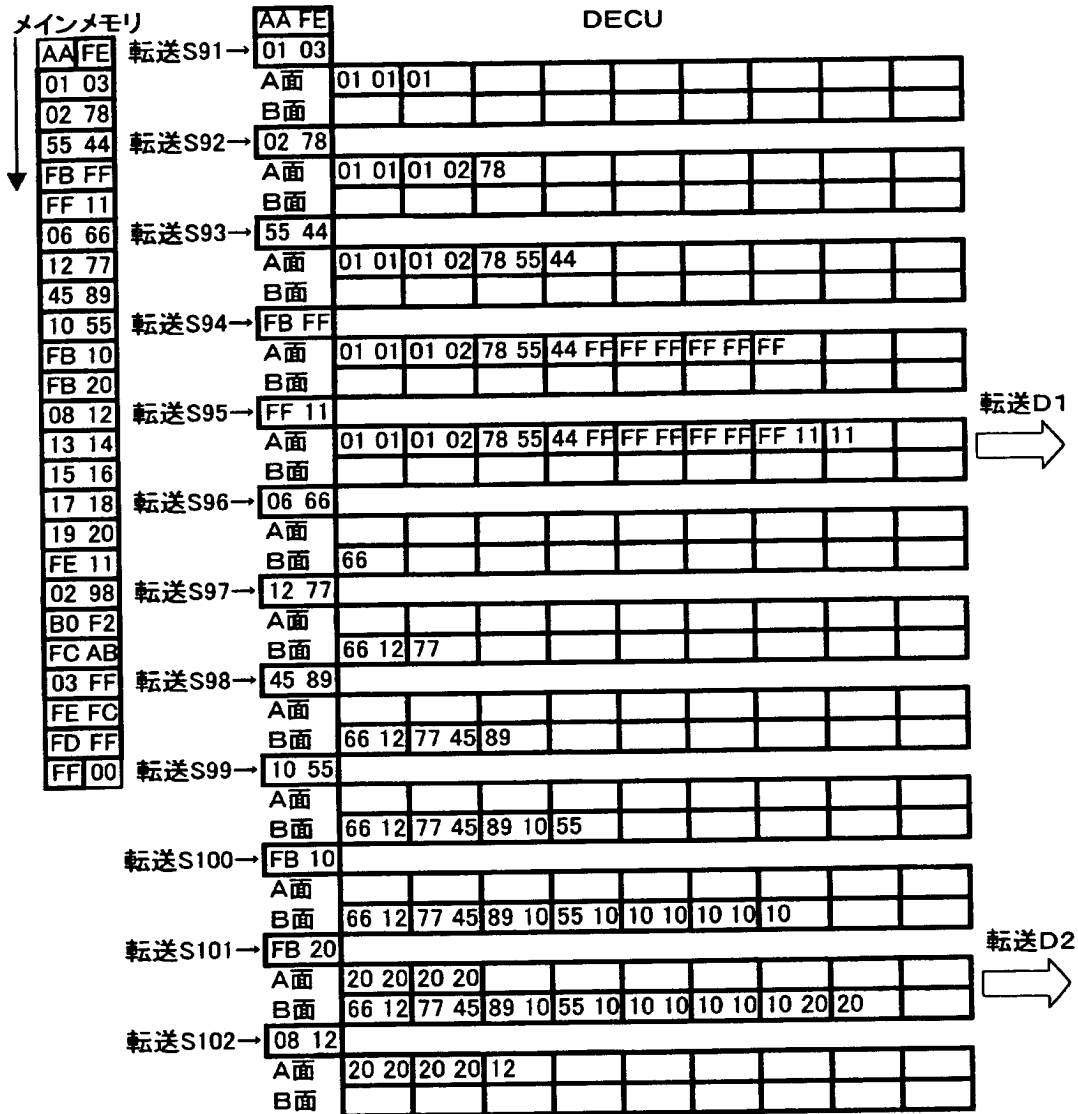 メインメモリ
AA FE
01 03
02 78
55 44
FB FF
FF 11
06 66
12 77
45 89
10 55
FB 10
FB 20
08 12
13 14
15 16
17 18
19 20
FE 11
02 98
B0 F2
FC AB
03 FF
FE FC
FD FF
FF 00
DECU
AA FE
転送S91→ 01 03
A面 01 01 01
B面
転送S92→ 02 78
A面 01 01 01 02 78
B面
転送S93→ 55 44
A面 01 01 01 02 78 55 44
B面
転送S94→ FB FF
A面 01 01 01 02 78 55 44 FF FF FF FF FF FF
B面
転送S95→ FF 11
A面 01 01 01 02 78 55 44 FF FF FF FF FF FF 11 11
B面
転送D1
転送S96→ 06 66
A面
B面 66
転送S97→ 12 77
A面
B面 66 12 77
転送S98→ 45 89
A面
B面 66 12 77 45 89
転送S99→ 10 55
A面
B面 66 12 77 45 89 10 55
転送S100→ FB 10
A面
B面 66 12 77 45 89 10 55 10 10 10 10 10 10
転送S101→ FB 20
A面 20 20 20 20
B面 66 12 77 45 89 10 55 10 10 10 10 10 10 20 20
転送D2
転送S102→ 08 12
A面 20 20 20 20 12
B面